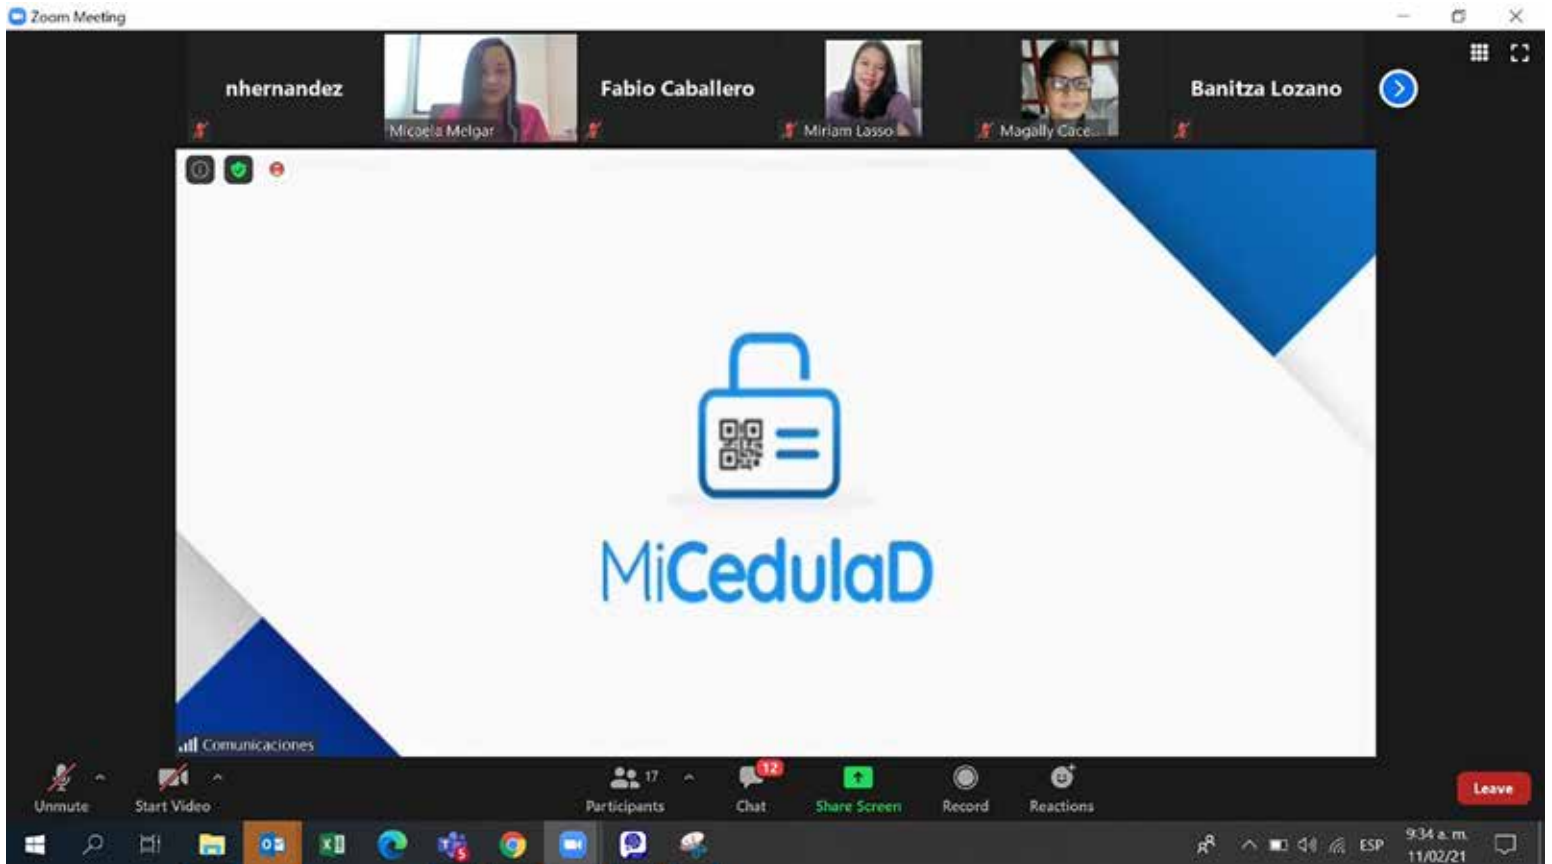 Zoom Meeting
nhernandez
Micaela Melgar
Fabio Caballero
Miriam Lasso
Magally Cace...
Banitza Lozano
MiCedulaD
Comunicaciones
Unmute
Start Video
17
Participants
12
Chat
Share Screen
Record
Reactions
Leave
ESP
9:34 a. m.
11/02/21